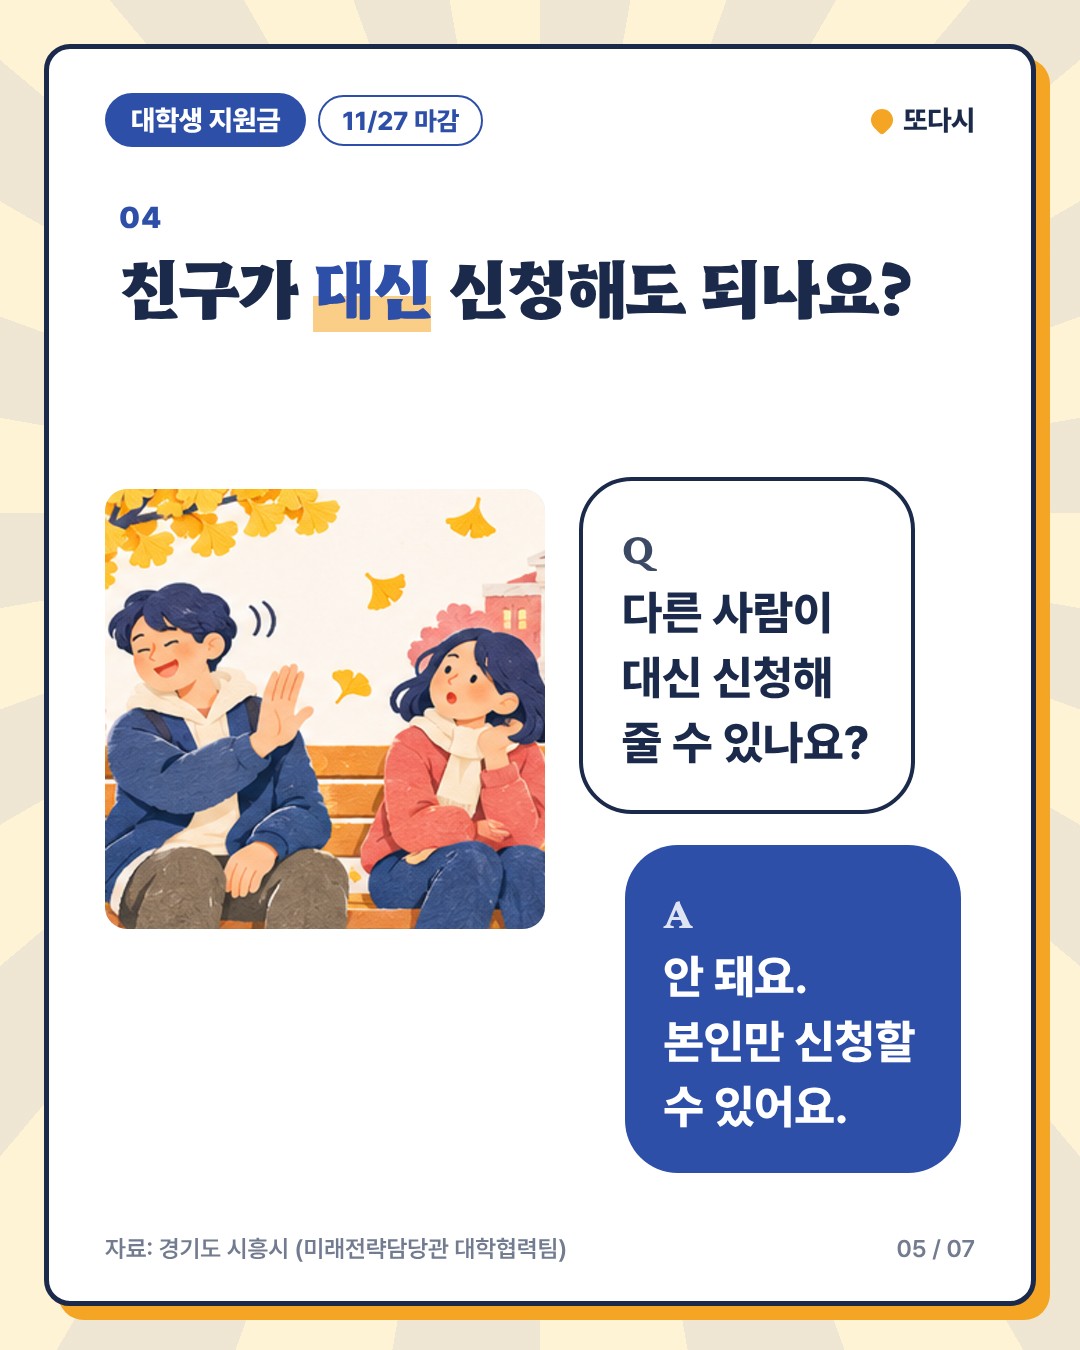 대학생 지원금
11/27 마감
또다시
04
친구가 대신 신청해도 되나요?
Q
다른 사람이
대신 신청해
줄 수 있나요?
A
안 돼요.
본인만 신청할
수 있어요.
자료: 경기도 시흥시 (미래전략담당관 대학협력팀)
05 / 07